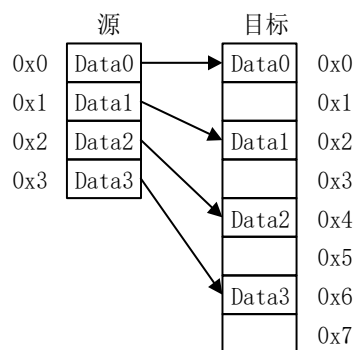 源 目标
0x0 Data0 Data0 0x0
0x1 Data1 0x1
0x2 Data2 Data1 0x2
0x3 Data3 0x3
Data2 0x4
0x5
Data3 0x6
0x7